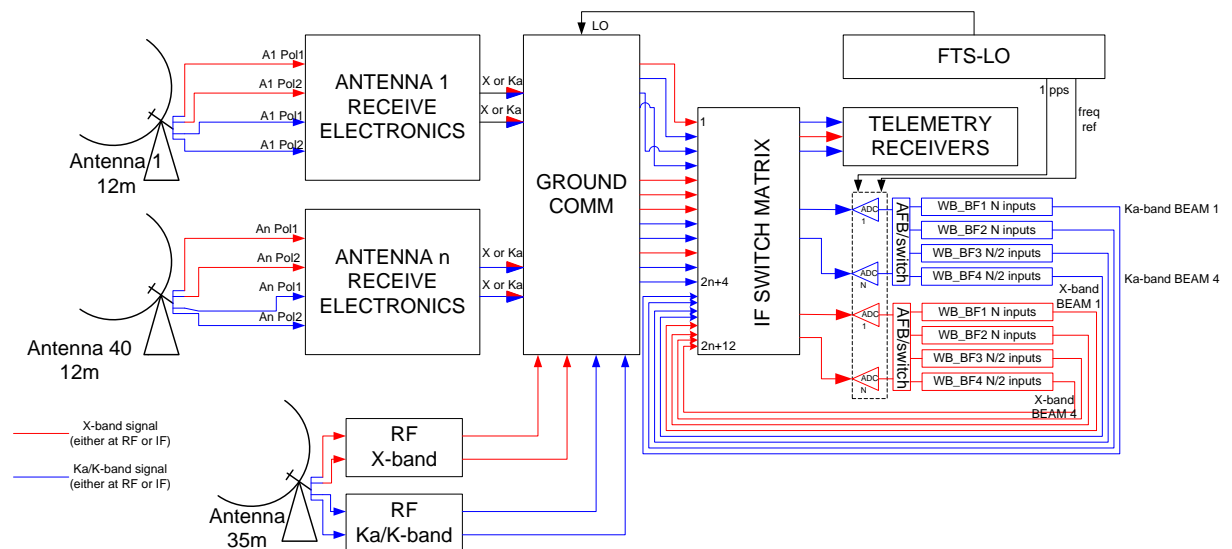 LO
FTS-LO
1 pps
freq
ref
A1 Pol1
A1 Pol2
A1 Pol1
A1 Pol2
Antenna 1
12m
ANTENNA 1
RECEIVE
ELECTRONICS
X or Ka
X or Ka
GROUND
COMM
1
2n+4
2n+12
IF SWITCH MATRIX
TELEMETRY
RECEIVERS
ADC
1
ADC
N
AFB/switch
WB_BF1 N inputs
WB_BF2 N inputs
WB_BF3 N/2 inputs
WB_BF4 N/2 inputs
Ka-band BEAM 1
Ka-band BEAM 4
ADC
1
ADC
N
AFB/switch
WB_BF1 N inputs
WB_BF2 N inputs
WB_BF3 N/2 inputs
WB_BF4 N/2 inputs
X-band
BEAM 1
X-band
BEAM 4
An Pol1
An Pol2
An Pol1
An Pol2
Antenna 40
12m
ANTENNA n
RECEIVE
ELECTRONICS
X or Ka
X or Ka
X-band signal
(either at RF or IF)
Ka/K-band signal
(either at RF or IF)
Antenna
35m
RF
X-band
RF
Ka/K-band